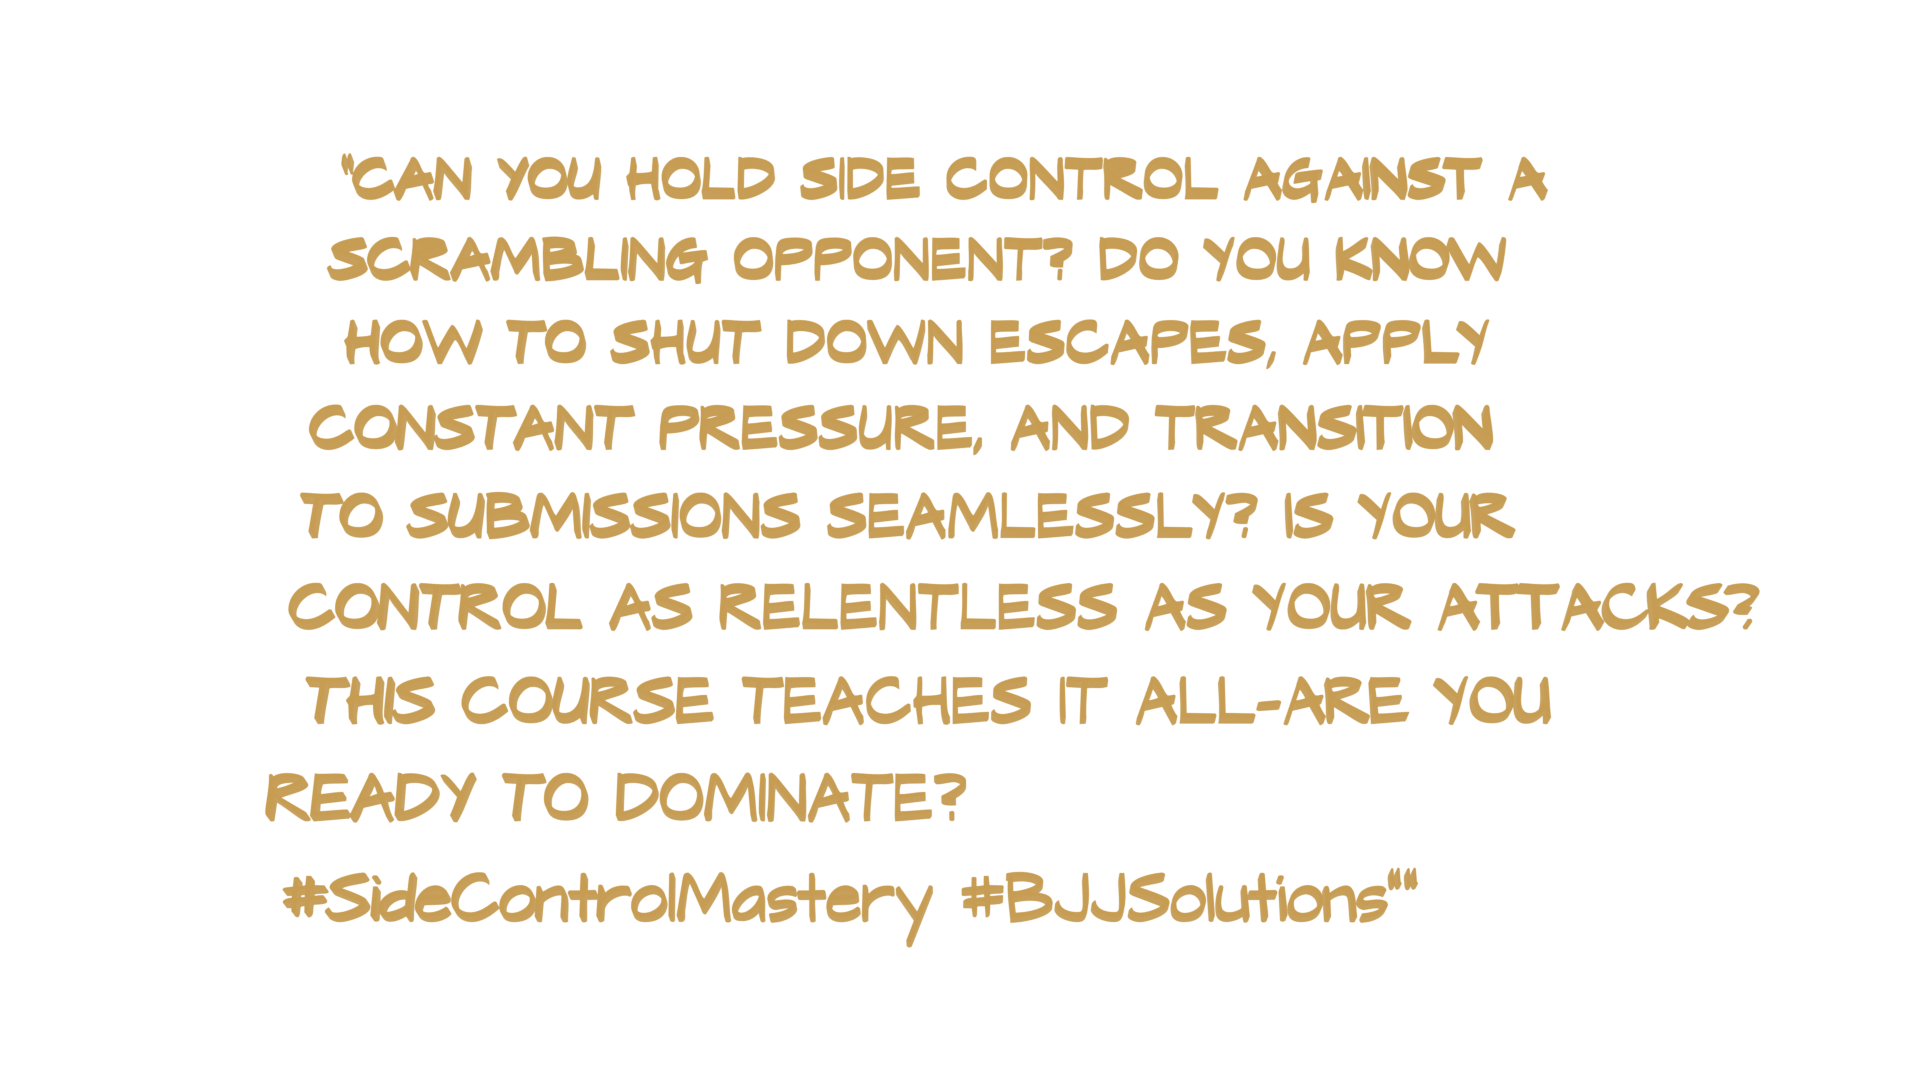 "CAN YOU HOLD SIDE CONTROL AGAINST A
SCRAMBLING OPPONENT? DO YOU KNOW
HOW TO SHUT DOWN ESCAPES, APPLY
CONSTANT PRESSURE, AND TRANSITION
TO SUBMISSIONS SEAMLESSLY? IS YOUR
CONTROL AS RELENTLESS AS YOUR ATTACKS?
THIS COURSE TEACHES IT ALL-ARE YOU
READY TO DOMINATE?
#SideControlMastery #BJJSolutions""